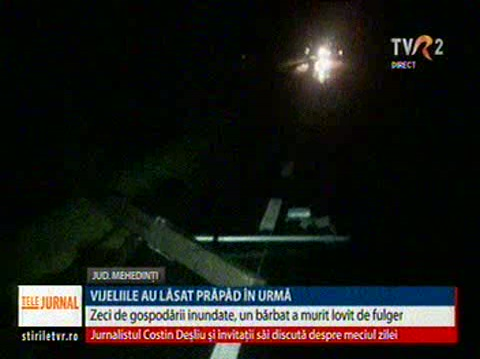 TVR2
DIRECT
JUD. MEHEDINȚI
TELE JURNAL
VIJELIILE AU LĂSAT PRĂPĂD ÎN URMĂ
Zeci de gospodării inundate, un bărbat a murit lovit de fulger
stiriletvr.ro
Jurnalistul Costin Deșliu și invitații săi discută despre meciul zilei